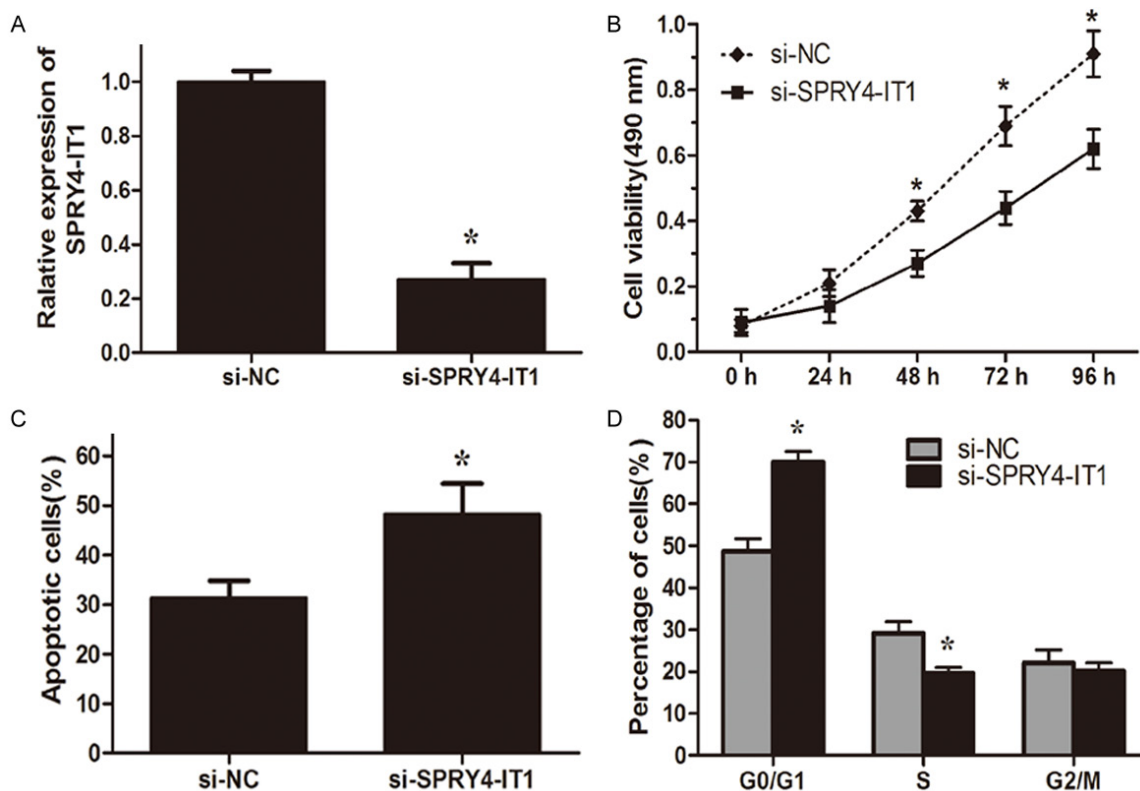 A
Ralative expression of
SPRY4-IT1
1.0
0.8
0.6
0.4
0.2
0.0
*
si-NC
si-SPRY4-IT1
B
Cell viability(490 nm)
1.0
0.8
0.6
0.4
0.2
0.0
si-NC
si-SPRY4-IT1
*
*
*
0 h
24 h
48 h
72 h
96 h
C
Apoptotic cells(%)
60
50
40
30
20
10
0
*
si-NC
si-SPRY4-IT1
D
Percentage of cells(%)
80
70
60
50
40
30
20
10
0
*
*
si-NC
si-SPRY4-IT1
G0/G1
S
G2/M